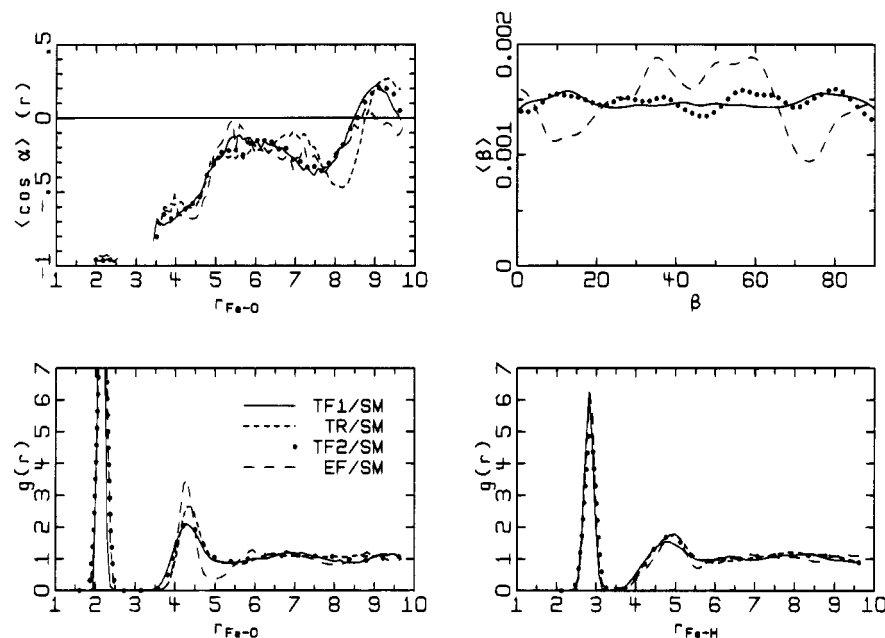 .5
0
-.5
-1
⟨cos α⟩ (r)
1 2 3 4 5 6 7 8 9 10
r Fe-O
0.002
0.001
0
⟨β⟩
0 20 40 60 80
β
7
6
5
4
3
2
1
0
g(r)
TF1/SM
TR/SM
TF2/SM
EF/SM
1 2 3 4 5 6 7 8 9 10
r Fe-O
7
6
5
4
3
2
1
0
g(r)
1 2 3 4 5 6 7 8 9 10
r Fe-H